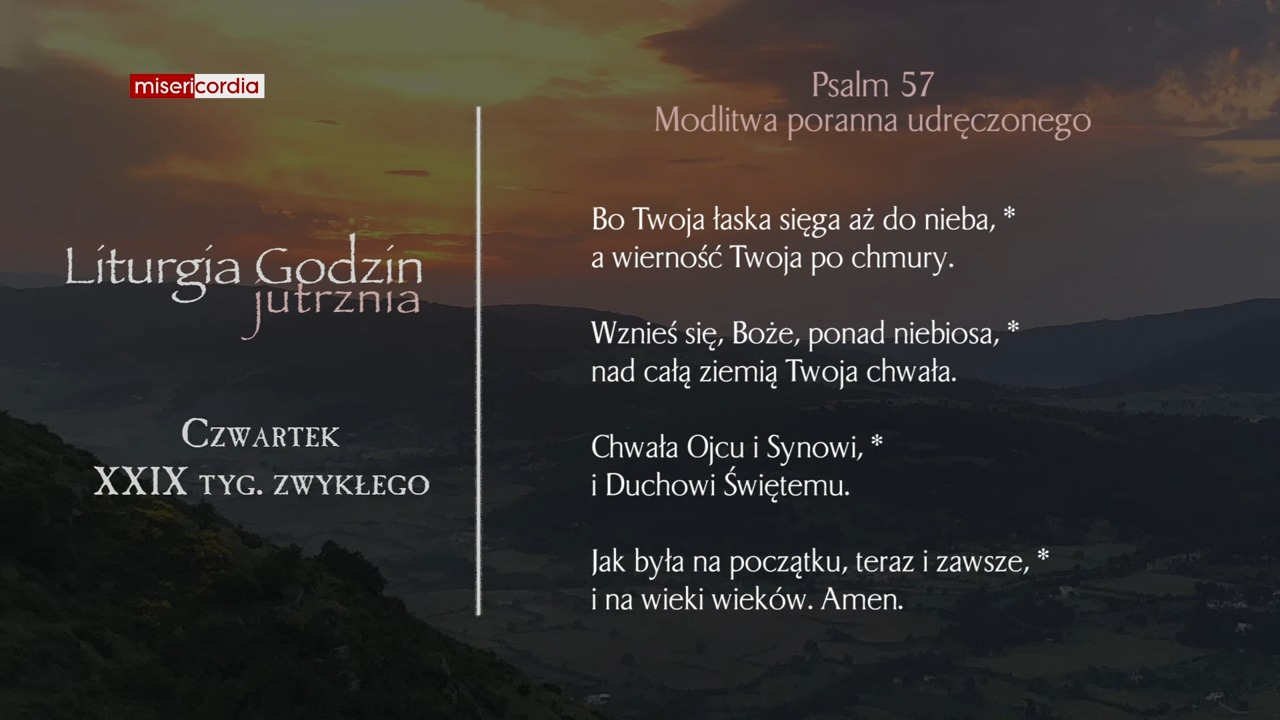 misericordia
Liturgia Godzin
jutrznia
Czwartek
XXIX tyg. zwykłego
Psalm 57
Modlitwa poranna udręczonego
Bo Twoja łaska sięga aż do nieba, *
a wierność Twoja po chmury.
Wznieś się, Boże, ponad niebiosa, *
nad całą ziemią Twoja chwała.
Chwała Ojcu i Synowi, *
i Duchowi Świętemu.
Jak była na początku, teraz i zawsze, *
i na wieki wieków. Amen.